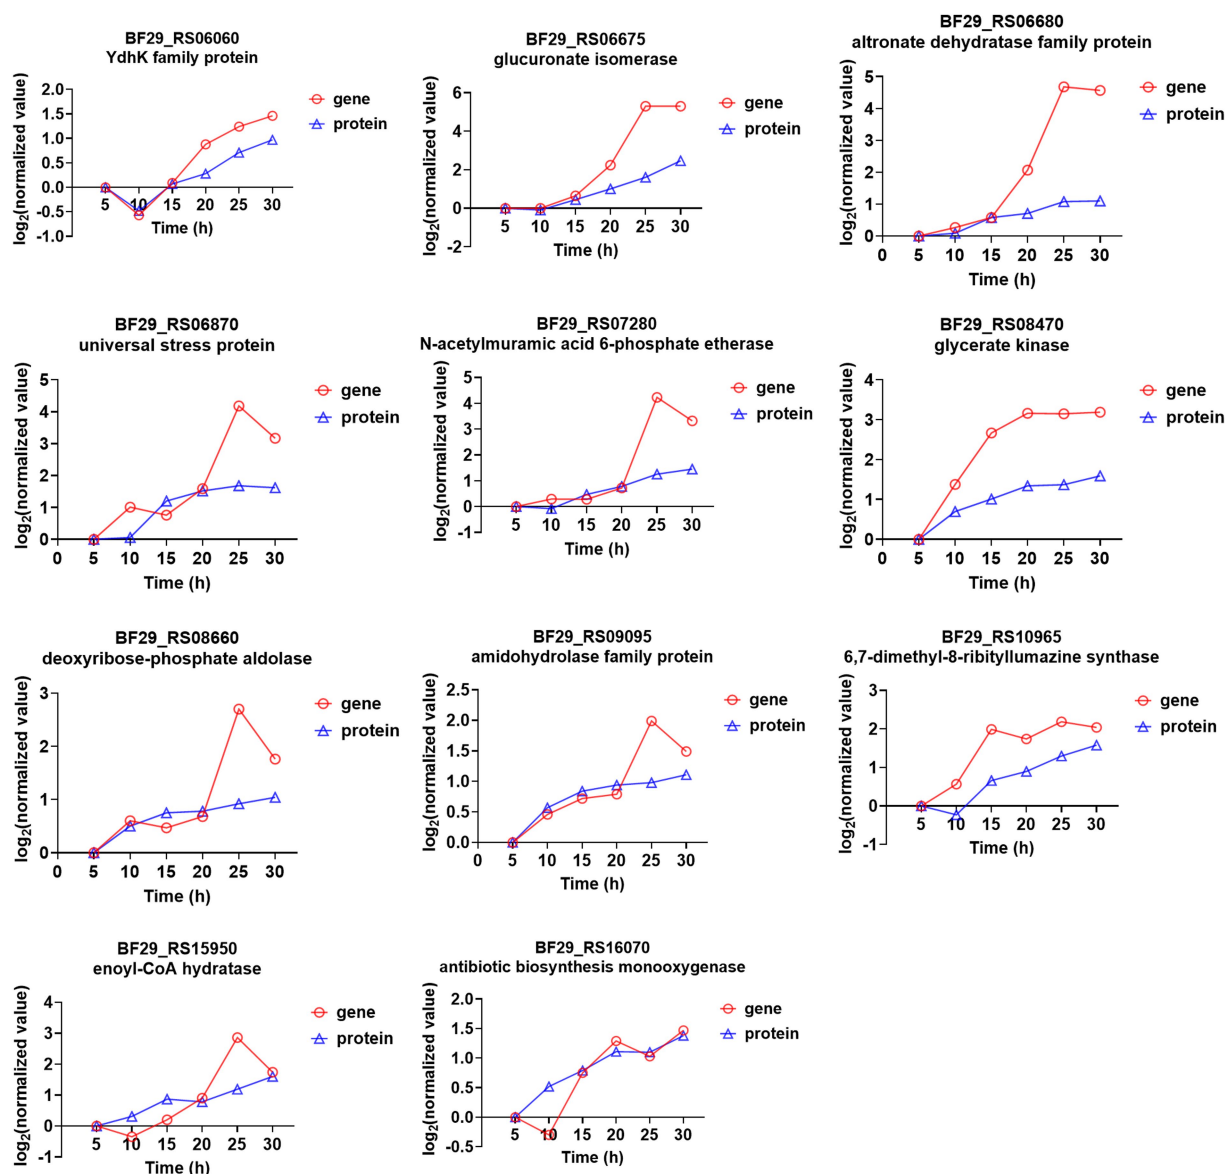 BF29_RS06060
YdhK family protein
log2(normalized value)
2.0
1.5
1.0
0.5
0.0
-0.5
-1.0
5 10 15 20 25 30
Time (h)
gene
protein
BF29_RS06675
glucuronate isomerase
log2(normalized value)
6
4
2
0
-2
5 10 15 20 25 30
Time (h)
gene
protein
BF29_RS06680
altronate dehydratase family protein
log2(normalized value)
5
4
3
2
1
0
0 5 10 15 20 25 30
Time (h)
gene
protein
BF29_RS06870
universal stress protein
log2(normalized value)
5
4
3
2
1
0
0 5 10 15 20 25 30
Time (h)
gene
protein
BF29_RS07280
N-acetylmuramic acid 6-phosphate etherase
log2(normalized value)
5
4
3
2
1
0
-1
5 10 15 20 25 30
Time (h)
gene
protein
BF29_RS08470
glycerate kinase
log2(normalized value)
4
3
2
1
0
0 5 10 15 20 25 30
Time (h)
gene
protein
BF29_RS08660
deoxyribose-phosphate aldolase
log2(normalized value)
3
2
1
0
0 5 10 15 20 25 30
Time (h)
gene
protein
BF29_RS09095
amidohydrolase family protein
log2(normalized value)
2.5
2.0
1.5
1.0
0.5
0.0
0 5 10 15 20 25 30
Time (h)
gene
protein
BF29_RS10965
6,7-dimethyl-8-ribityllumazine synthase
log2(normalized value)
3
2
1
0
-1
5 10 15 20 25 30
Time (h)
gene
protein
BF29_RS15950
enoyl-CoA hydratase
log2(normalized value)
4
3
2
1
0
-1
5 10 15 20 25 30
Time (h)
gene
protein
BF29_RS16070
antibiotic biosynthesis monooxygenase
log2(normalized value)
2.0
1.5
1.0
0.5
0.0
-0.5
5 10 15 20 25 30
Time (h)
gene
protein